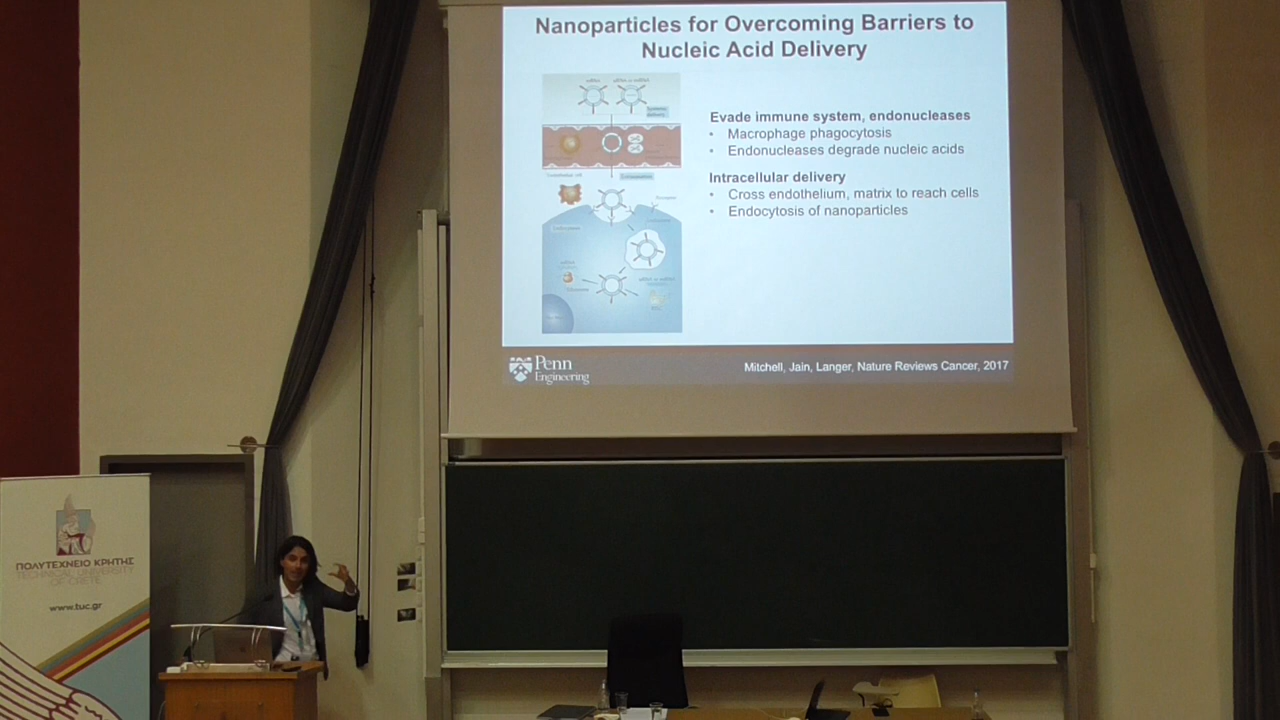 Nanoparticles for Overcoming Barriers to
Nucleic Acid Delivery
Evade immune system, endonucleases
• Macrophage phagocytosis
• Endonucleases degrade nucleic acids
Intracellular delivery
• Cross endothelium, matrix to reach cells
• Endocytosis of nanoparticles
Penn
Engineering
Mitchell, Jain, Langer, Nature Reviews Cancer, 2017
ΠΟΛΥΤΕΧΝΕΙΟ ΚΡΗΤΗΣ
TECHNICAL UNIVERSITY
OF CRETE
www.tuc.gr